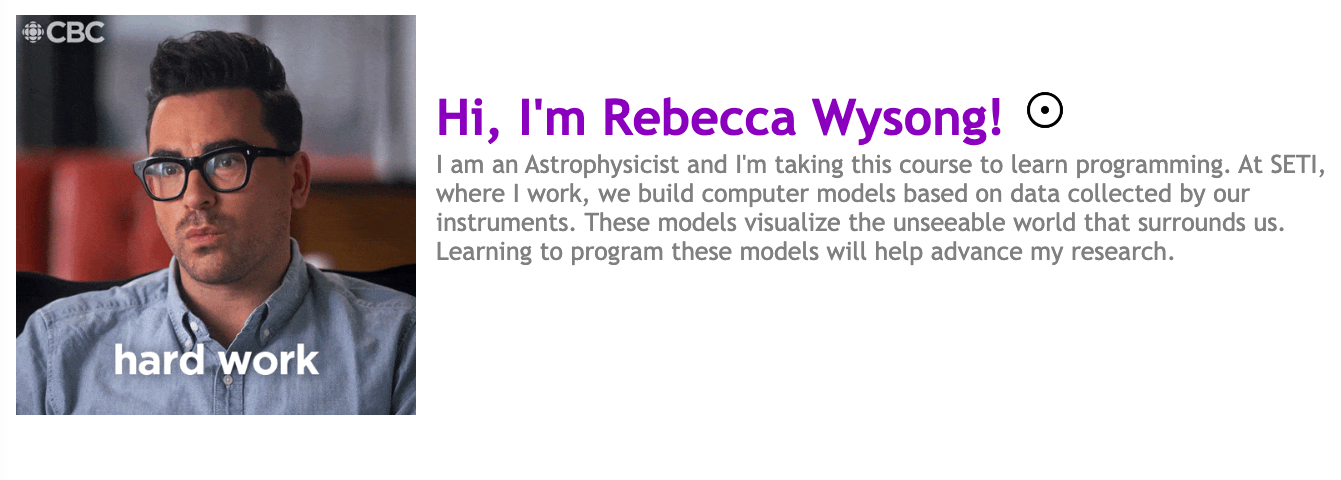 CBC
hard work
Hi, I'm Rebecca Wysong! ☉
I am an Astrophysicist and I'm taking this course to learn programming. At SETI,
where I work, we build computer models based on data collected by our
instruments. These models visualize the unseeable world that surrounds us.
Learning to program these models will help advance my research.